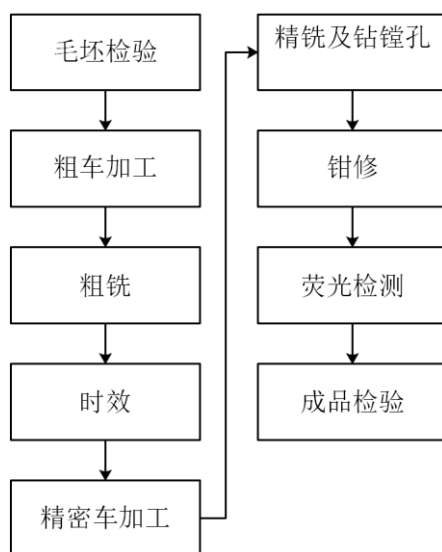 毛坯检验
粗车加工
粗铣
时效
精密车加工
精铣及钻镗孔
钳修
荧光检测
成品检验